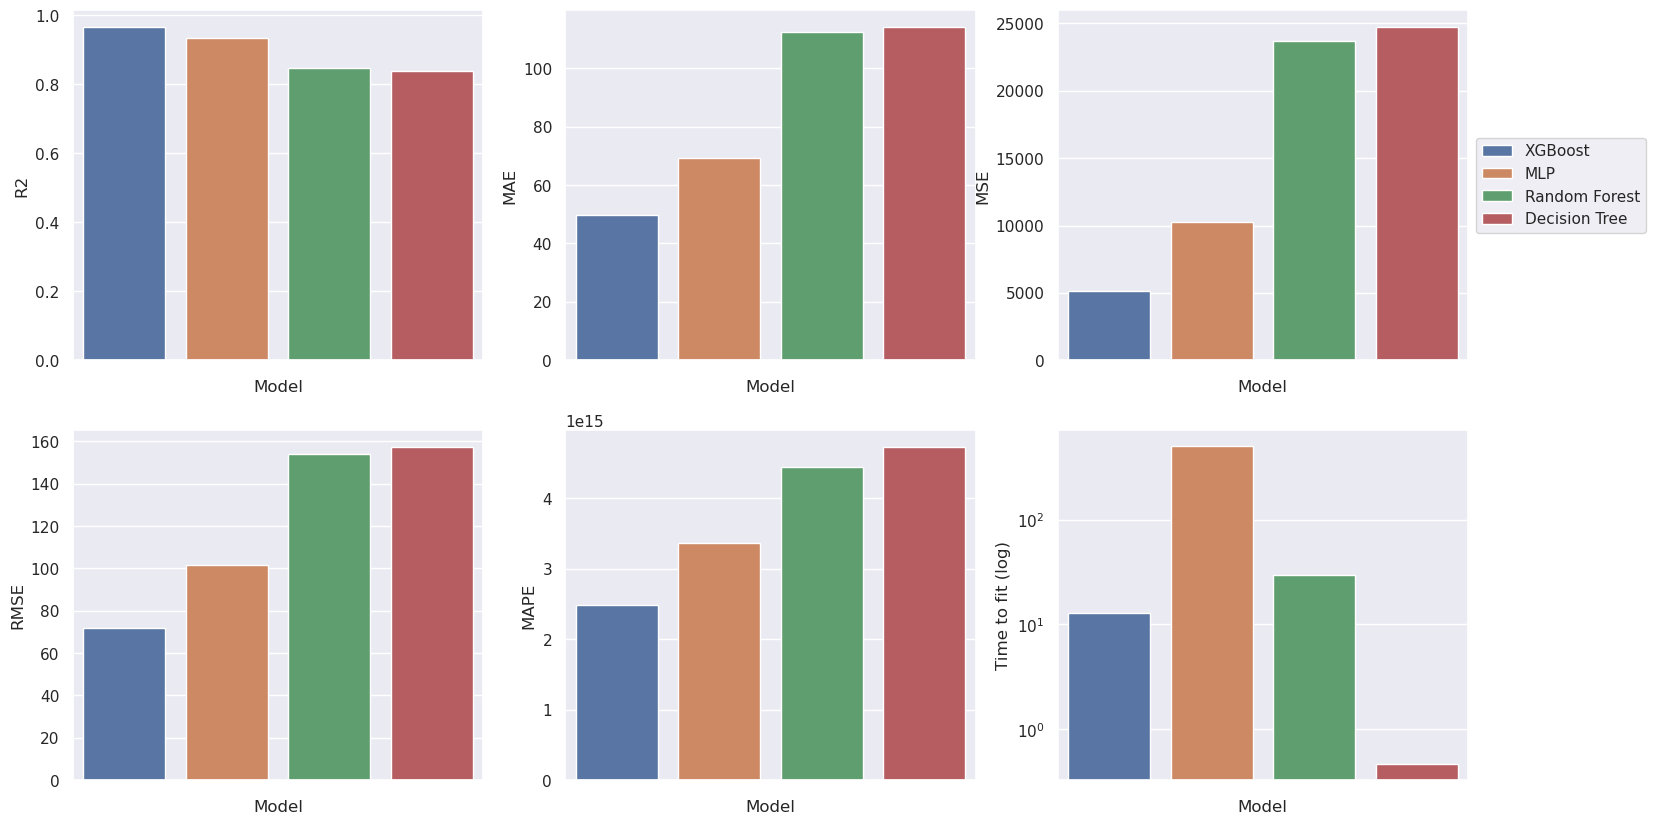 1.0
0.8
0.6
0.4
0.2
0.0
R2
Model
100
80
60
40
20
0
MAE
Model
25000
20000
15000
10000
5000
0
MSE
Model
XGBoost
MLP
Random Forest
Decision Tree
160
140
120
100
80
60
40
20
0
RMSE
Model
1e15
4
3
2
1
0
MAPE
Model
10²
10¹
10⁰
Time to fit (log)
Model